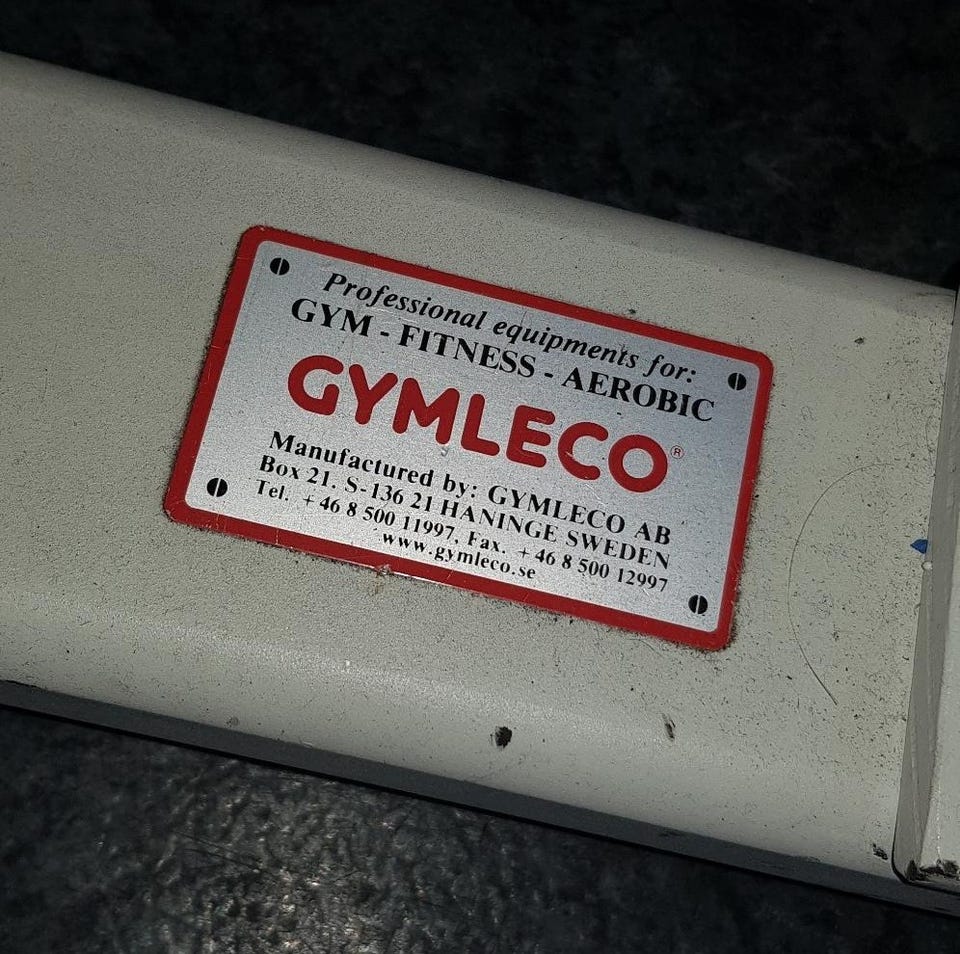 Professional equipments for:
GYM - FITNESS - AEROBIC
GYMLECO®
Manufactured by: GYMLECO AB
Box 21. S-136 21 HANINGE SWEDEN
Tel. +46 8 500 11997, Fax. +46 8 500 12997
www.gymleco.se